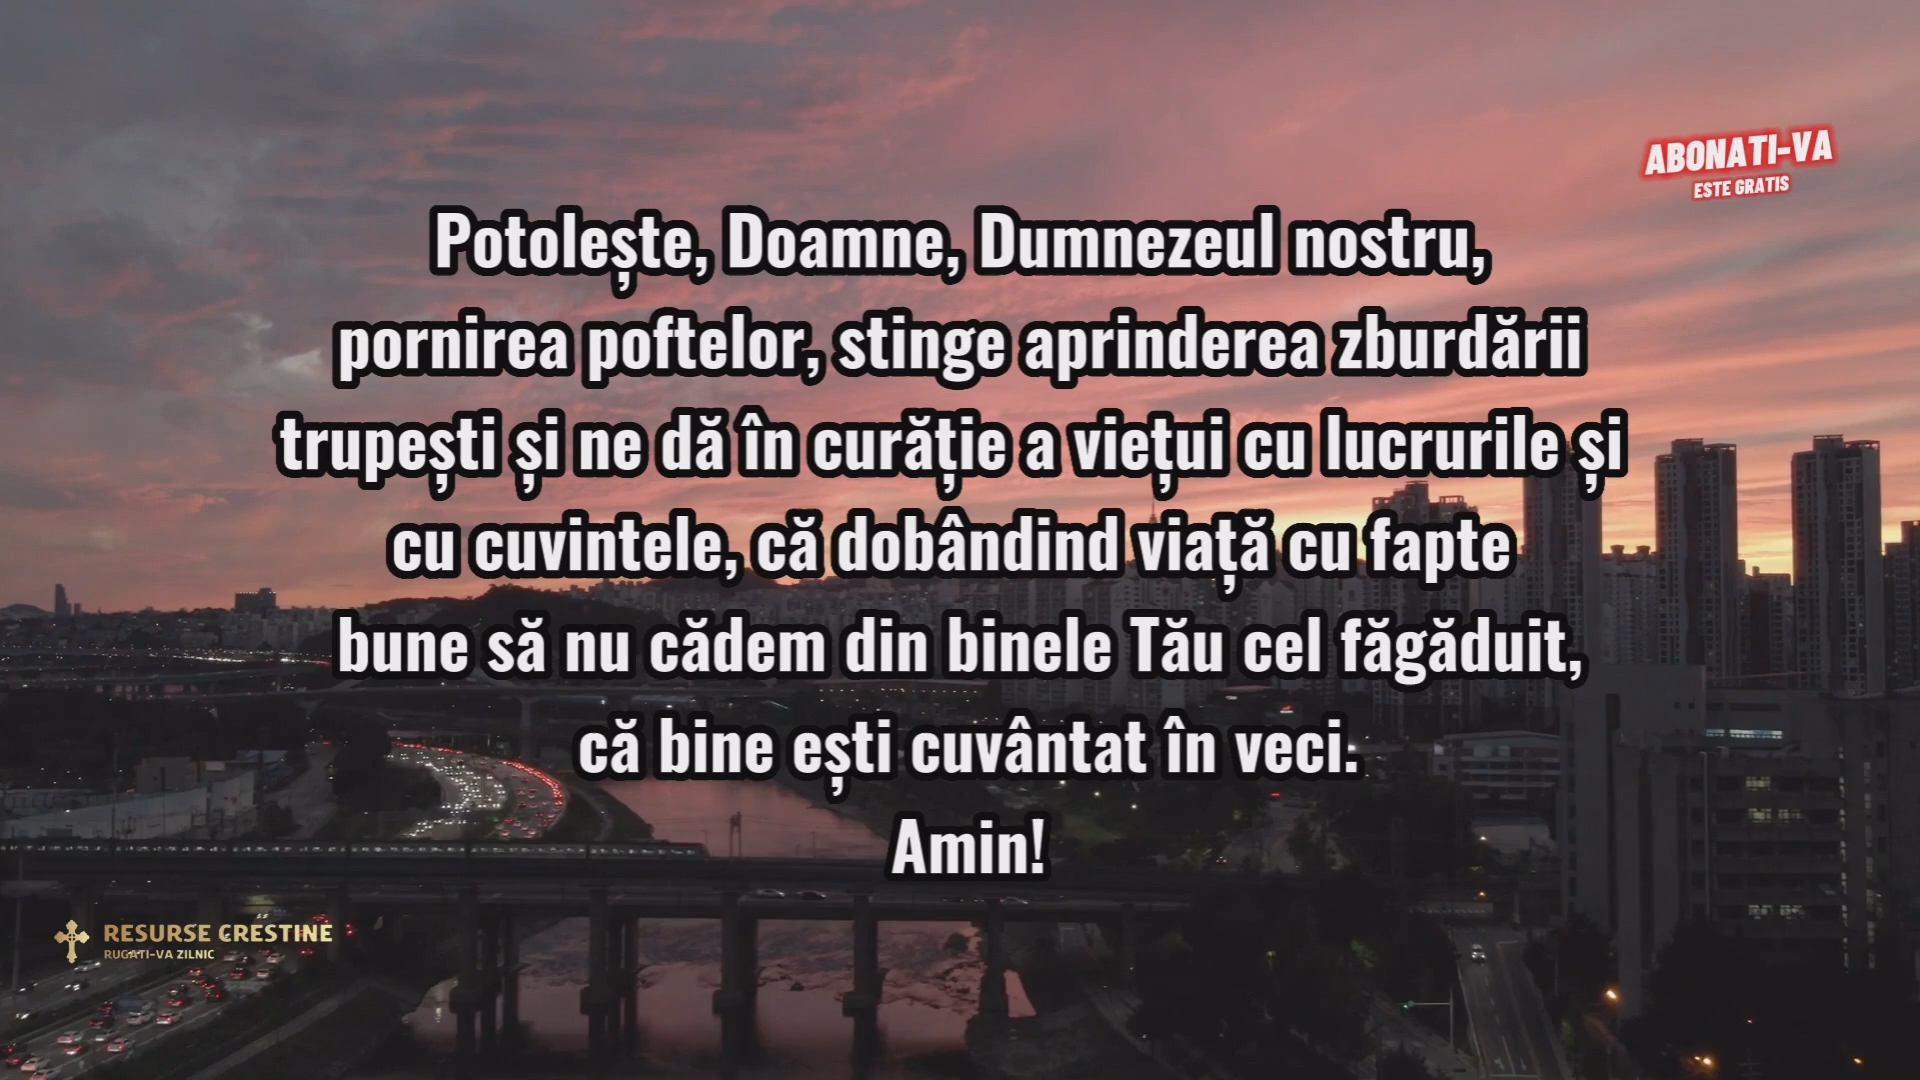 ABONATI-VA
ESTE GRATIS
Potolește, Doamne, Dumnezeul nostru,
pornirea poftelor, stinge aprinderea zburdării
trupești și ne dă în curăție a viețui cu lucrurile și
cu cuvintele, că dobândind viață cu fapte
bune să nu cădem din binele Tău cel făgăduit,
că bine ești cuvântat în veci.
Amin!
RESURSE CREȘTINE
RUGATI-VA ZILNIC